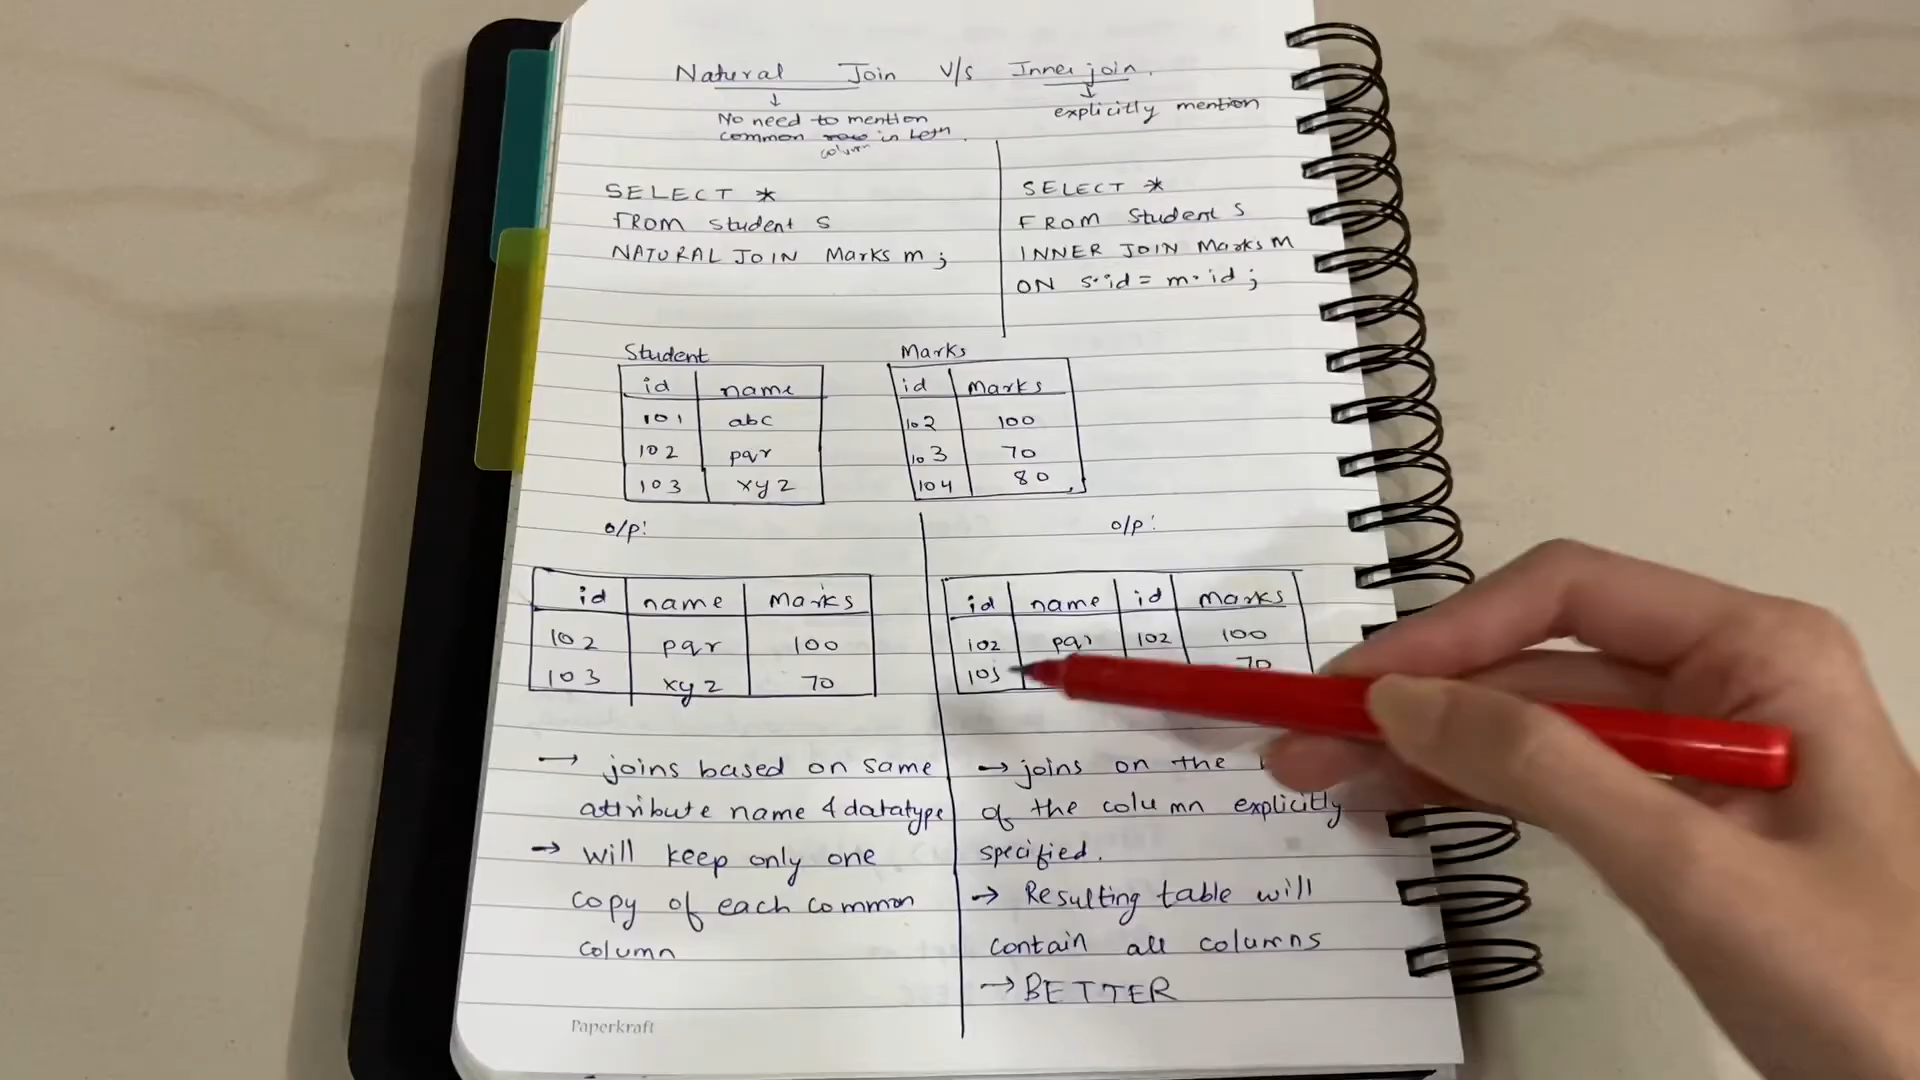 Natural Join V/s Inner join.
↓
No need to mention
common row in both.
column
↓
explicitly mention
SELECT *
FROM Student S
NATURAL JOIN Marks m ;
SELECT *
FROM Student S
INNER JOIN Marks M
ON s.id = m.id ;
Student
id name
101 abc
102 pqr
103 xyz
Marks
id Marks
102 100
103 70
104 80
o/p:
id name Marks
102 pqr 100
103 xyz 70
o/p:
id name id marks
102 pqr 102 100
103 70
→ joins based on same
attribute name & datatype
→ will keep only one
copy of each common
column
→ joins on the
of the column explicitly
specified.
→ Resulting table will
contain all columns
→ BETTER
Paperkraft